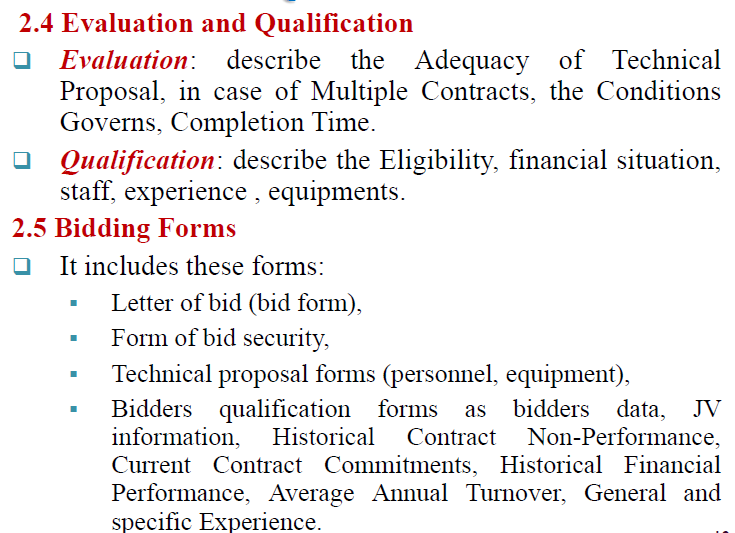 2.4 Evaluation and Qualification
Evaluation: describe the Adequacy of Technical
Proposal, in case of Multiple Contracts, the Conditions
Governs, Completion Time.
Qualification: describe the Eligibility, financial situation,
staff, experience , equipments.
2.5 Bidding Forms
It includes these forms:
Letter of bid (bid form),
Form of bid security,
Technical proposal forms (personnel, equipment),
Bidders qualification forms as bidders data, JV
information, Historical Contract Non-Performance,
Current Contract Commitments, Historical Financial
Performance, Average Annual Turnover, General and
specific Experience.